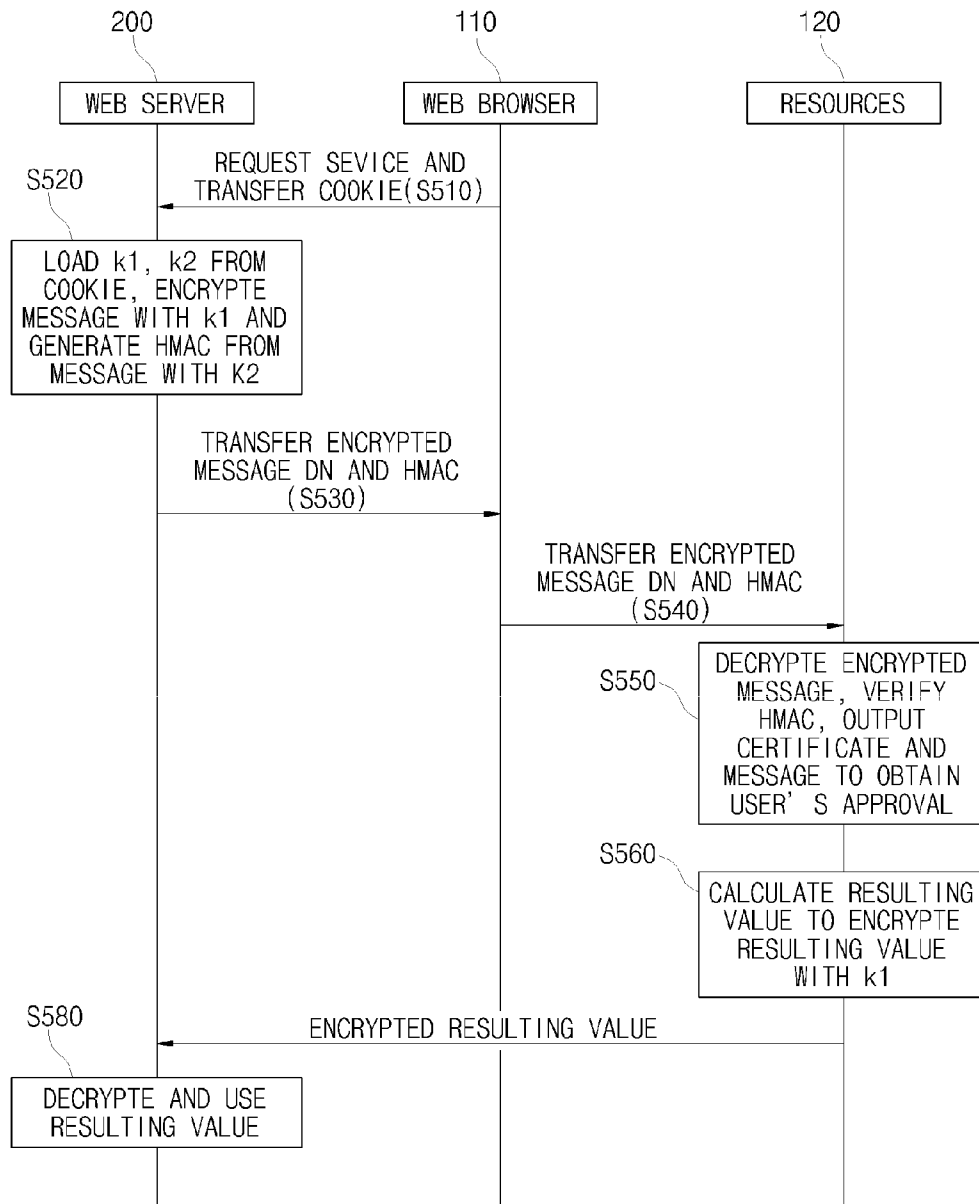 200
110
120
WEB SERVER
WEB BROWSER
RESOURCES
REQUEST SEVICE AND
TRANSFER COOKIE(S510)
S520
LOAD k1, k2 FROM
COOKIE, ENCRYPTE
MESSAGE WITH k1 AND
GENERATE HMAC FROM
MESSAGE WITH K2
TRANSFER ENCRYPTED
MESSAGE DN AND HMAC
(S530)
TRANSFER ENCRYPTED
MESSAGE DN AND HMAC
(S540)
S550
DECRYPTE ENCRYPTED
MESSAGE, VERIFY
HMAC, OUTPUT
CERTIFICATE AND
MESSAGE TO OBTAIN
USER' S APPROVAL
S560
CALCULATE RESULTING
VALUE TO ENCRYPTE
RESULTING VALUE
WITH k1
ENCRYPTED RESULTING VALUE
S580
DECRYPTE AND USE
RESULTING VALUE